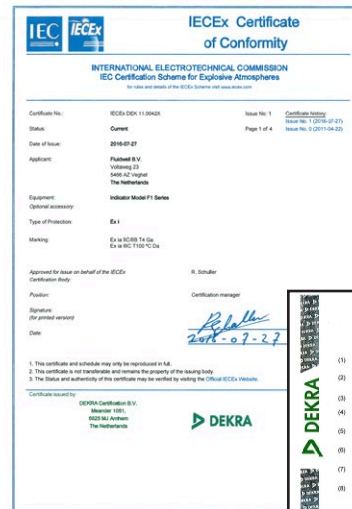 IEC IECEx
IECEx Certificate
of Conformity
INTERNATIONAL ELECTROTECHNICAL COMMISSION
IEC Certification Scheme for Explosive Atmospheres
for rules and details of the IECEx Scheme visit www.iecex.com
Certificate No.: IECEx DEK 11.0042X Issue No: 1 Certificate history:
Issue No. 1 (2016-07-27)
Status: Current Page 1 of 4 Issue No. 0 (2011-04-22)
Date of Issue: 2016-07-27
Applicant: Fluidwell B.V.
Voltaweg 23
5466 AZ Veghel
The Netherlands
Equipment: Indicator Model F1 Series
Optional accessory:
Type of Protection: Ex i
Marking: Ex ia IIC/IIB T4 Ga
Ex ia IIIC T100 °C Da
Approved for issue on behalf of the IECEx R. Schuller
Certification Body:
Position: Certification manager
Signature:
(for printed version)
Date: 2016-07-27
1. This certificate and schedule may only be reproduced in full.
2. This certificate is not transferable and remains the property of the issuing body.
3. The Status and authenticity of this certificate may be verified by visiting the Official IECEx Website.
Certificate issued by:
DEKRA Certification B.V.
Meander 1051,
6825 MJ Arnhem
The Netherlands
DEKRA
DEKRA
(1)
(2)
(3)
(4)
(5)
(6)
(7)
(8)